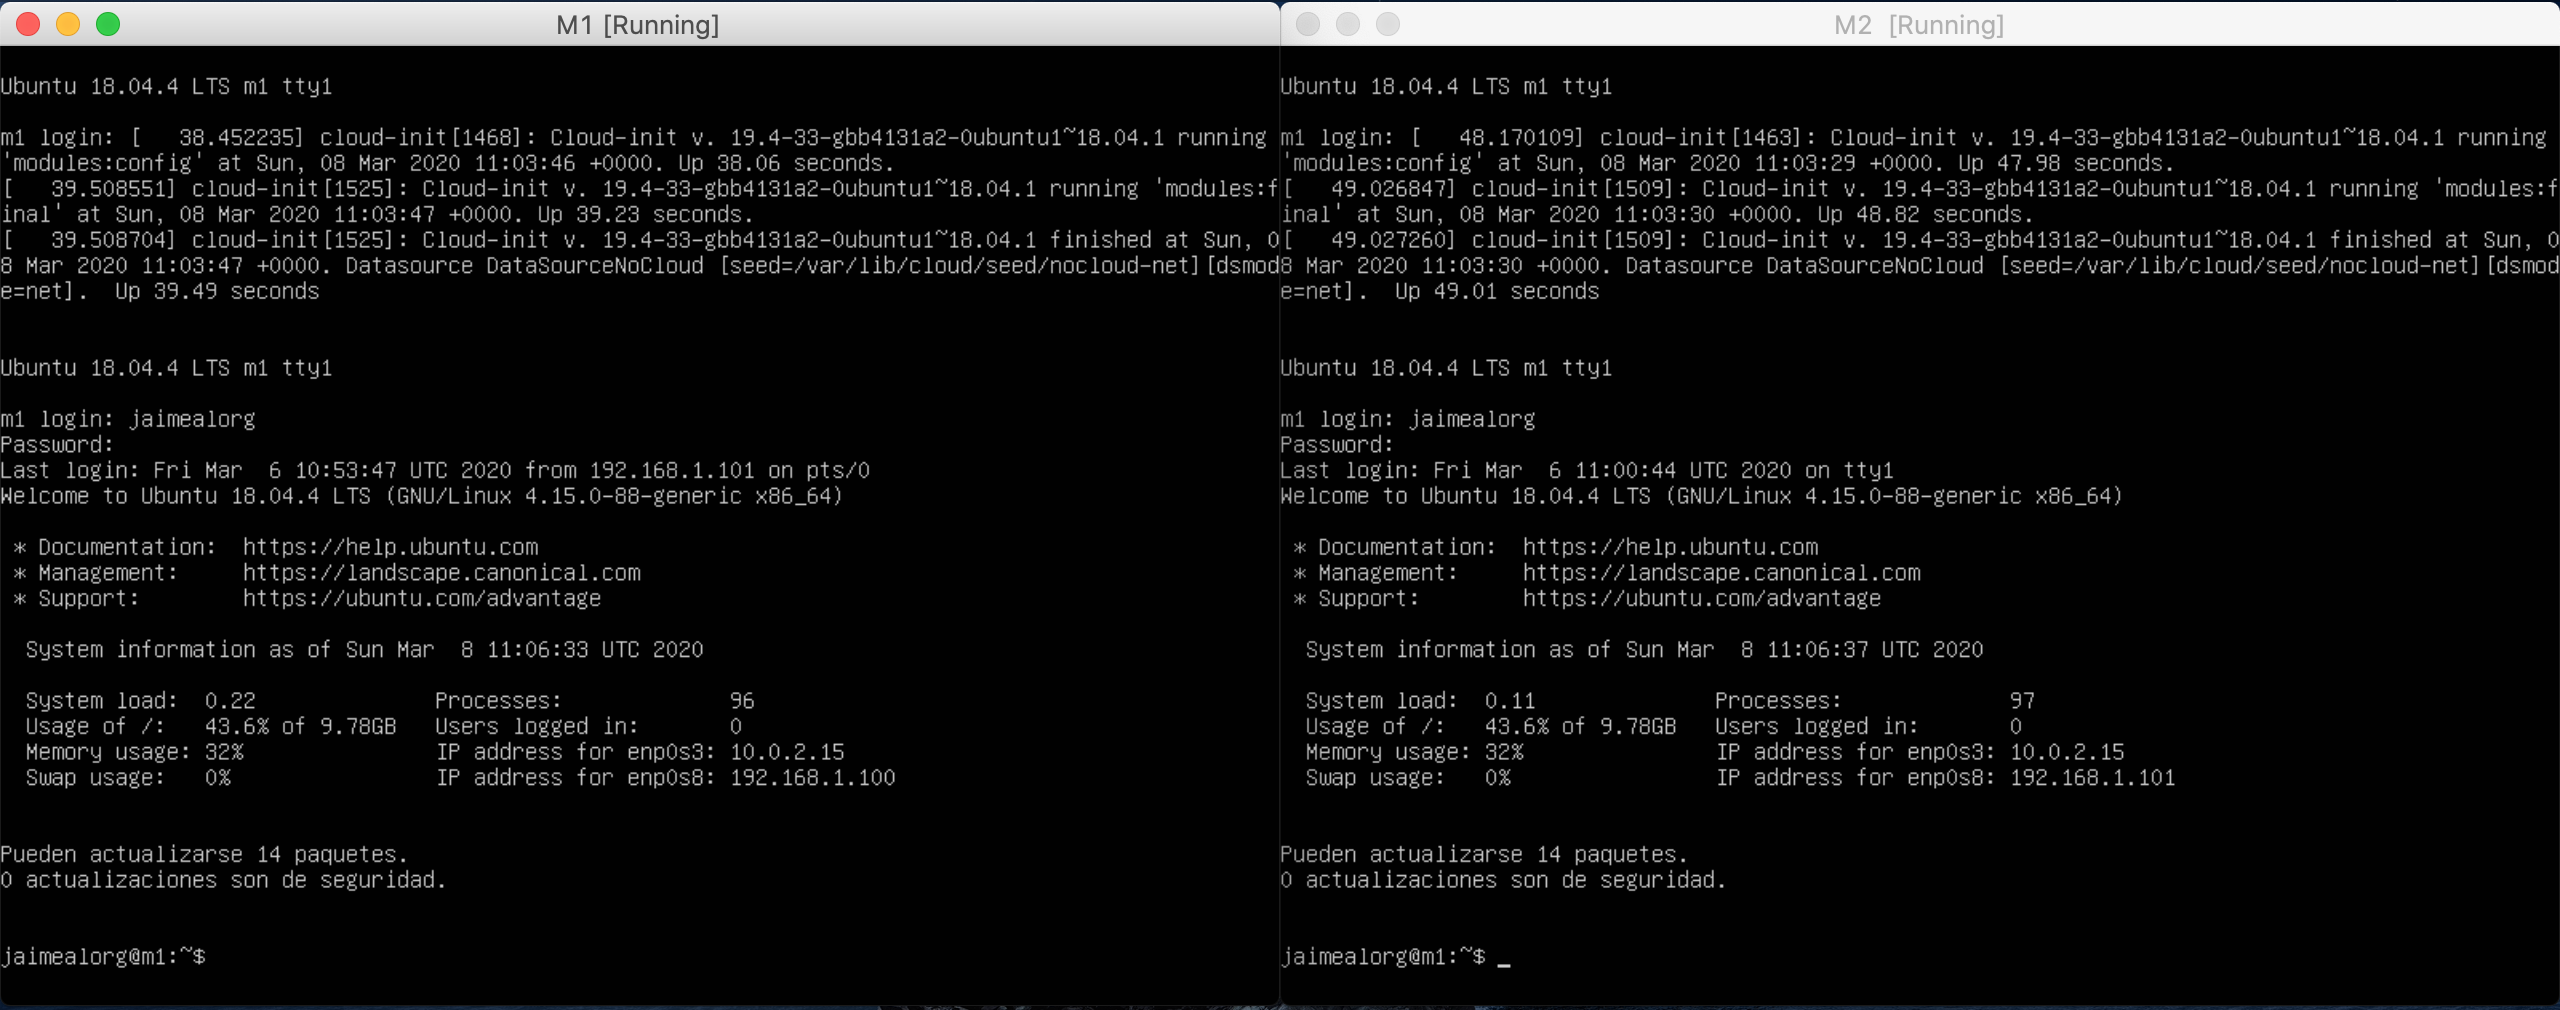 M1 [Running]
Ubuntu 18.04.4 LTS m1 tty1
m1 login: [   38.452235] cloud-init[1468]: Cloud-init v. 19.4-33-gbb4131a2-0ubuntu1~18.04.1 running
'modules:config' at Sun, 08 Mar 2020 11:03:46 +0000. Up 38.06 seconds.
[   39.508551] cloud-init[1525]: Cloud-init v. 19.4-33-gbb4131a2-0ubuntu1~18.04.1 running 'modules:f
inal' at Sun, 08 Mar 2020 11:03:47 +0000. Up 39.23 seconds.
[   39.508704] cloud-init[1525]: Cloud-init v. 19.4-33-gbb4131a2-0ubuntu1~18.04.1 finished at Sun, 0
8 Mar 2020 11:03:47 +0000. Datasource DataSourceNoCloud [seed=/var/lib/cloud/seed/nocloud-net][dsmod
e=net].  Up 39.49 seconds
Ubuntu 18.04.4 LTS m1 tty1
m1 login: jaimealorg
Password:
Last login: Fri Mar  6 10:53:47 UTC 2020 from 192.168.1.101 on pts/0
Welcome to Ubuntu 18.04.4 LTS (GNU/Linux 4.15.0-88-generic x86_64)
* Documentation:  https://help.ubuntu.com
* Management:     https://landscape.canonical.com
* Support:        https://ubuntu.com/advantage
System information as of Sun Mar  8 11:06:33 UTC 2020
System load:  0.22              Processes:             96
Usage of /:   43.6% of 9.78GB   Users logged in:       0
Memory usage: 32%               IP address for enp0s3: 10.0.2.15
Swap usage:   0%                IP address for enp0s8: 192.168.1.100
Pueden actualizarse 14 paquetes.
0 actualizaciones son de seguridad.
jaimealorg@m1:~$
M2  [Running]
Ubuntu 18.04.4 LTS m1 tty1
m1 login: [   48.170109] cloud-init[1463]: Cloud-init v. 19.4-33-gbb4131a2-0ubuntu1~18.04.1 running
'modules:config' at Sun, 08 Mar 2020 11:03:29 +0000. Up 47.98 seconds.
[   49.026847] cloud-init[1509]: Cloud-init v. 19.4-33-gbb4131a2-0ubuntu1~18.04.1 running 'modules:f
inal' at Sun, 08 Mar 2020 11:03:30 +0000. Up 48.82 seconds.
[   49.027260] cloud-init[1509]: Cloud-init v. 19.4-33-gbb4131a2-0ubuntu1~18.04.1 finished at Sun, 0
8 Mar 2020 11:03:30 +0000. Datasource DataSourceNoCloud [seed=/var/lib/cloud/seed/nocloud-net][dsmod
e=net].  Up 49.01 seconds
Ubuntu 18.04.4 LTS m1 tty1
m1 login: jaimealorg
Password:
Last login: Fri Mar  6 11:00:44 UTC 2020 on tty1
Welcome to Ubuntu 18.04.4 LTS (GNU/Linux 4.15.0-88-generic x86_64)
* Documentation:  https://help.ubuntu.com
* Management:     https://landscape.canonical.com
* Support:        https://ubuntu.com/advantage
System information as of Sun Mar  8 11:06:37 UTC 2020
System load:  0.11              Processes:             97
Usage of /:   43.6% of 9.78GB   Users logged in:       0
Memory usage: 32%               IP address for enp0s3: 10.0.2.15
Swap usage:   0%                IP address for enp0s8: 192.168.1.101
Pueden actualizarse 14 paquetes.
0 actualizaciones son de seguridad.
jaimealorg@m1:~$ _